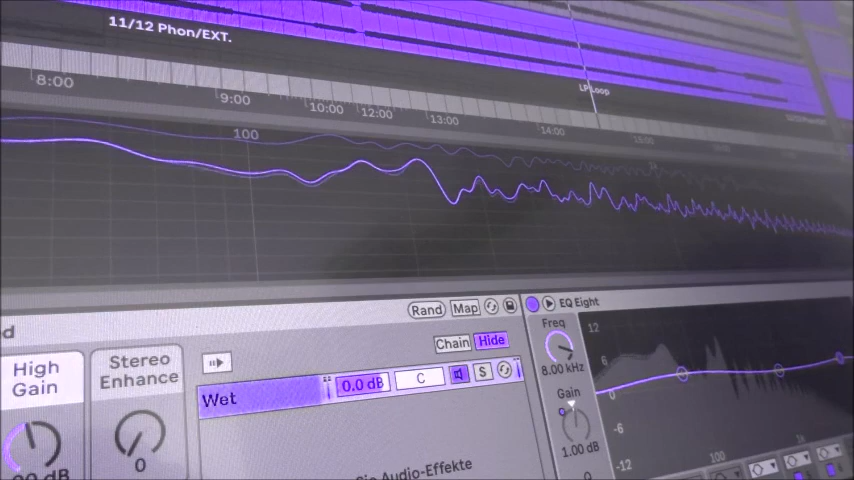 11/12 Phon/EXT.
LP Loop
8:00
9:00
10:00
12:00
13:00
14:00
100
Rand
Map
EQ Eight
High Gain
Stereo Enhance
0
Chain
Hide
Wet
0.0 dB
C
S
Audio-Effekte
Freq
8.00 kHz
Gain
1.00 dB
0
12
6
0
-6
-12
100
1k